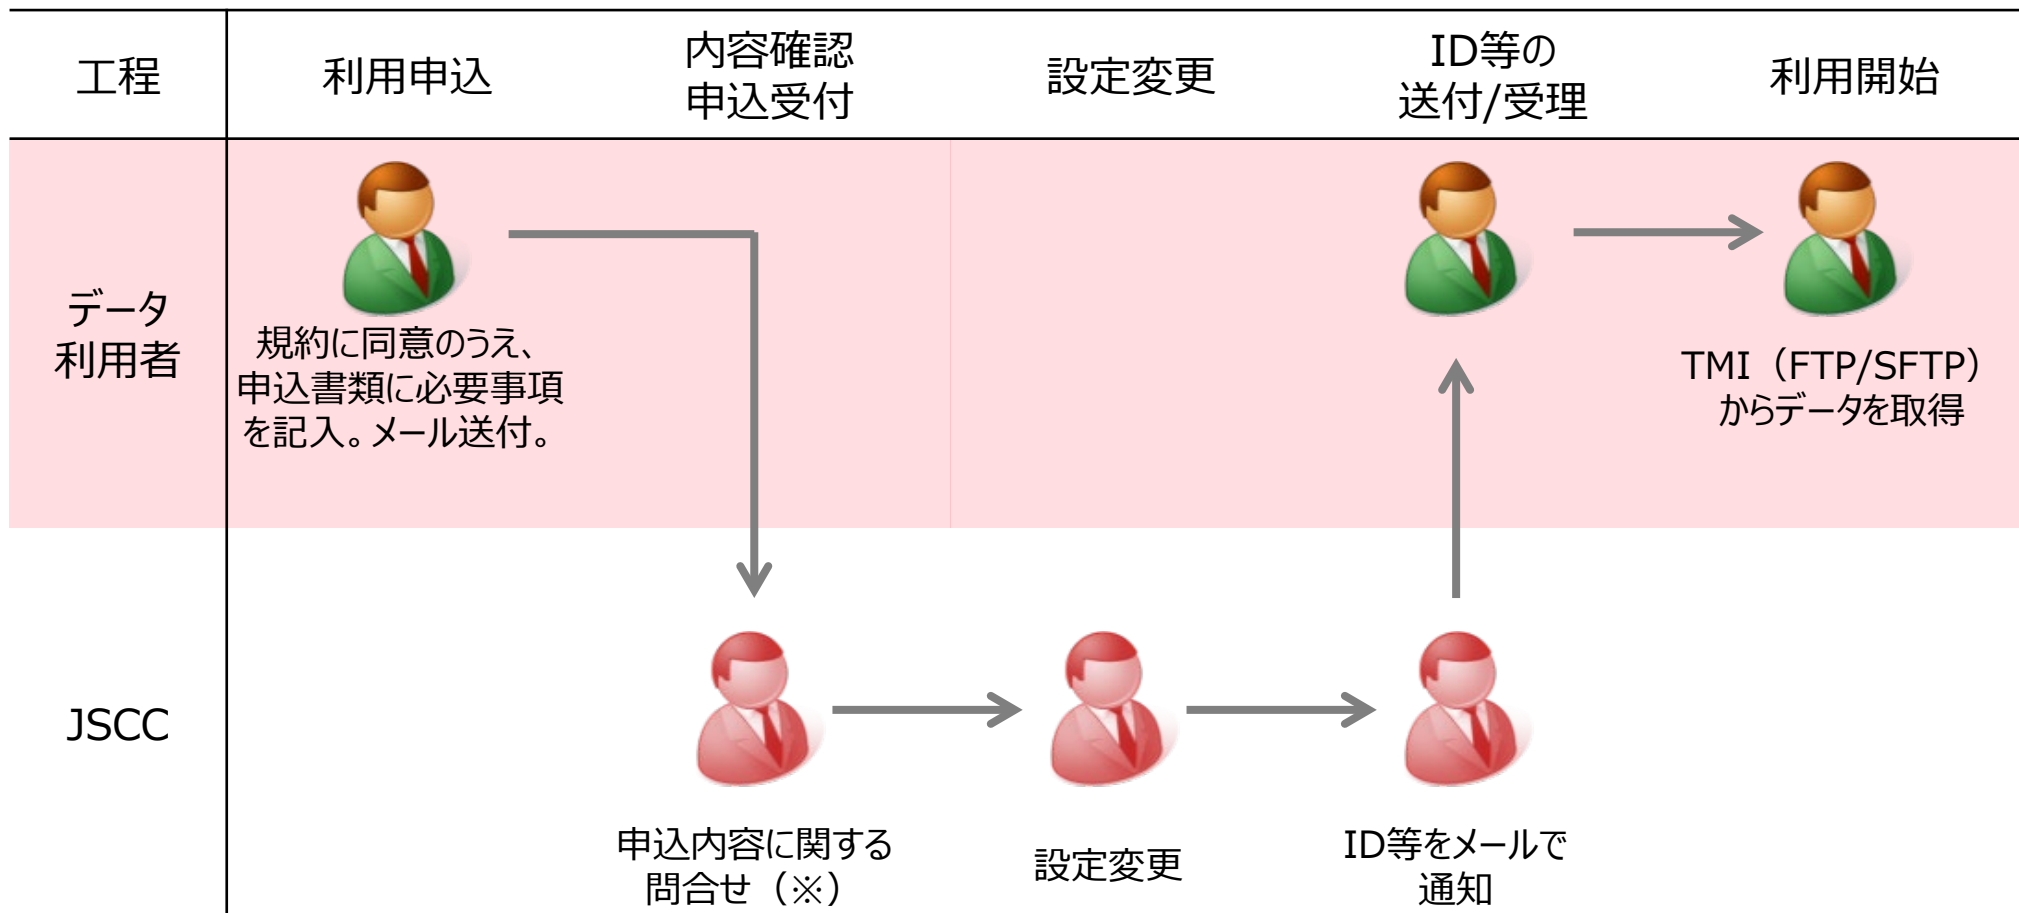 工程
利用申込
内容確認
申込受付
設定変更
ID等の
送付/受理
利用開始
データ
利用者
規約に同意のうえ、
申込書類に必要事項
を記入。メール送付。
TMI（FTP/SFTP）
からデータを取得
JSCC
申込内容に関する
問合せ（※）
設定変更
ID等をメールで
通知